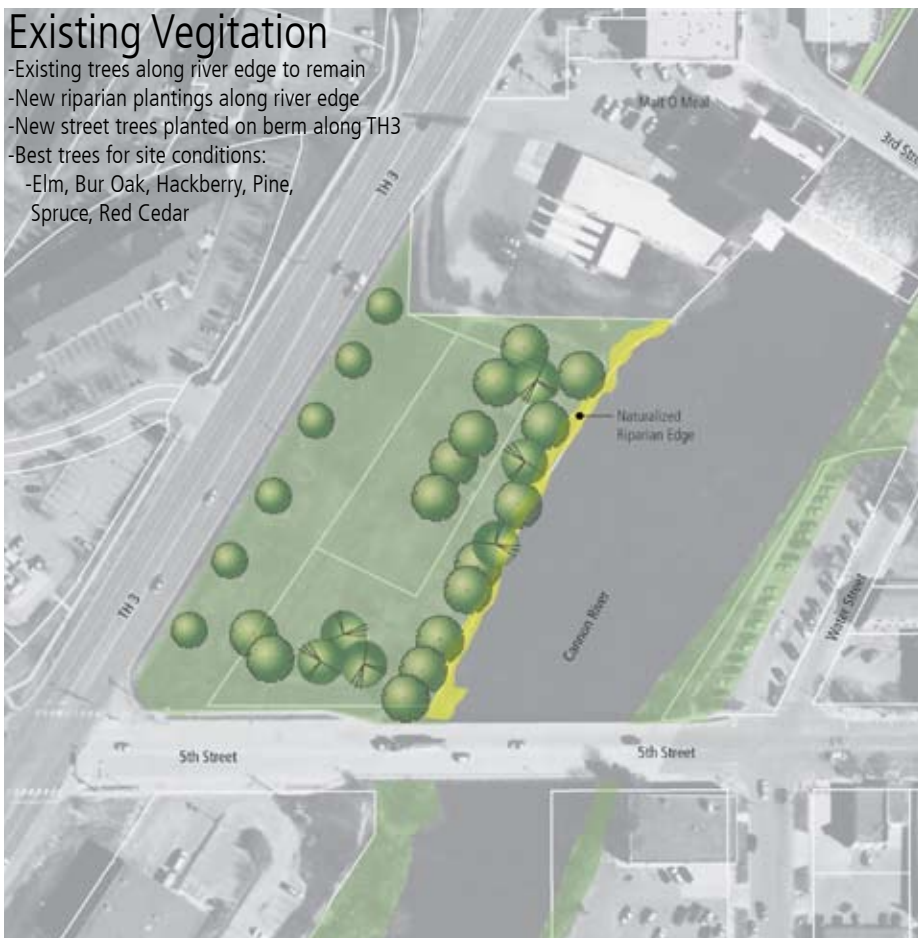 Existing Vegitation
-Existing trees along river edge to remain
-New riparian plantings along river edge
-New street trees planted on berm along TH3
-Best trees for site conditions:
-Elm, Bur Oak, Hackberry, Pine,
Spruce, Red Cedar
Malt O Meal
3rd
TH 3
Naturalized
Riparian Edge
TH 3
Cannon River
Water Street
5th Street
5th Street